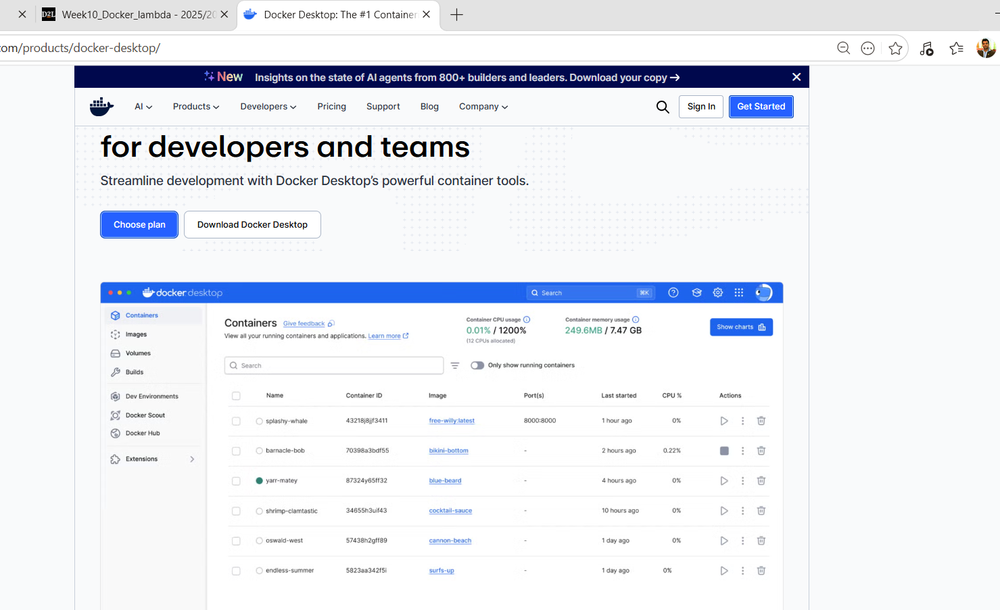 D2L Week10_Docker_lambda - 2025/20
Docker Desktop: The #1 Container
com/products/docker-desktop/
New Insights on the state of AI agents from 800+ builders and leaders. Download your copy →
AI Products Developers Pricing Support Blog Company Sign In Get Started
for developers and teams
Streamline development with Docker Desktop’s powerful container tools.
Choose plan Download Docker Desktop
docker desktop Search ⌘K
Containers
Images
Volumes
Builds
Dev Environments
Docker Scout
Docker Hub
Extensions
Containers Give feedback
View all your running containers and applications. Learn more
Container CPU usage
0.01% / 1200%
(12 CPUs allocated)
Container memory usage
249.6MB / 7.47 GB
Show charts
Search Only show running containers
Name Container ID Image Port(s) Last started CPU % Actions
splashy-whale 43218j8jjf3411 free-willy:latest 8000:8000 1 hour ago 0%
barnacle-bob 70398a3bdf55 bikini-bottom - 2 hours ago 0.22%
yarr-matey 87324y65ff32 blue-beard - 4 hours ago 0%
shrimp-clamtastic 34655h3uif43 cocktail-sauce - 10 hours ago 0%
oswald-west 57438h2gff89 cannon-beach - 1 day ago 0%
endless-summer 5823aa342f5i surfs-up - 1 day ago 0%